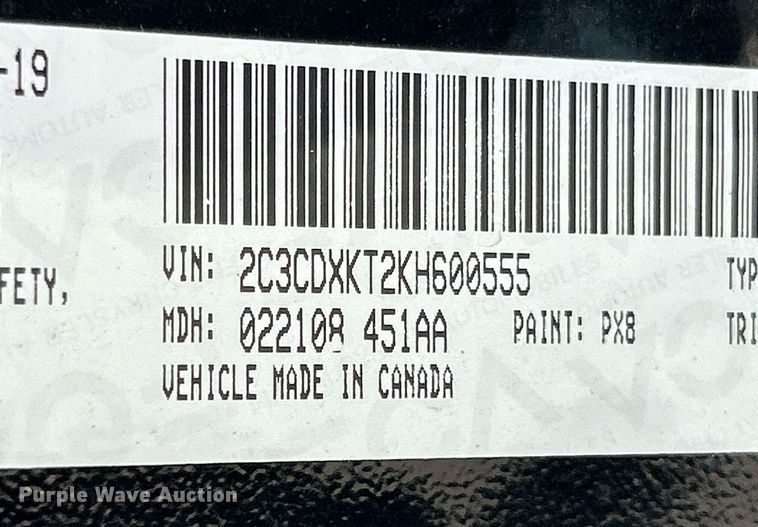 -19
VIN: 2C3CDXKT2KH600555
FETY,
TYP
MDH: 022108 451AA PAINT: PX8
TRI
VEHICLE MADE IN CANADA
Purple Wave Auction